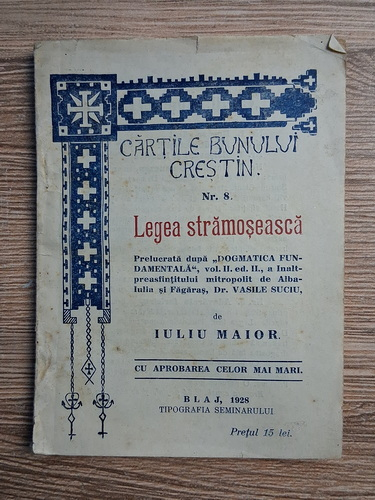 CĂRȚILE BUNULUI
CREȘTIN.
Nr. 8.
Legea strămoșească
Prelucrată după „DOGMATICA FUN-
DAMENTALĂ“, vol. II. ed. II., a Inalt-
preasfințitului mitropolit de Alba-
Iulia și Făgăraș, Dr. VASILE SUCIU,
de
IULIU MAIOR.
CU APROBAREA CELOR MAI MARI.
BLAJ, 1928
TIPOGRAFIA SEMINARULUI
Prețul 15 lei.